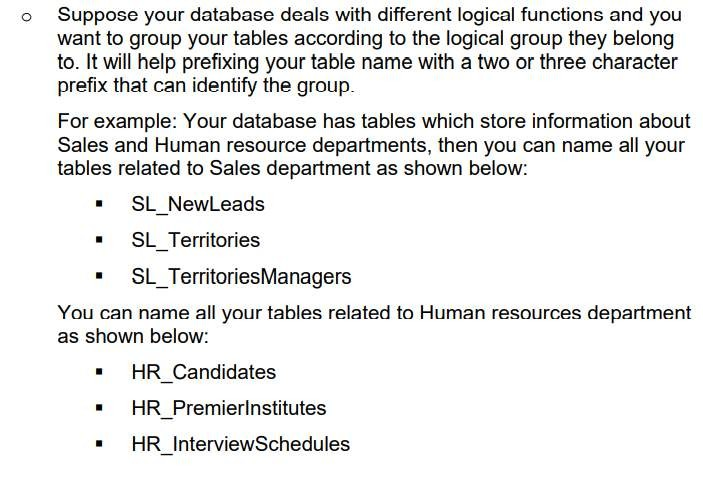 o Suppose your database deals with different logical functions and you
want to group your tables according to the logical group they belong
to. It will help prefixing your table name with a two or three character
prefix that can identify the group.
For example: Your database has tables which store information about
Sales and Human resource departments, then you can name all your
tables related to Sales department as shown below:
▪ SL_NewLeads
▪ SL_Territories
▪ SL_TerritoriesManagers
You can name all your tables related to Human resources department
as shown below:
▪ HR_Candidates
▪ HR_PremierInstitutes
▪ HR_InterviewSchedules